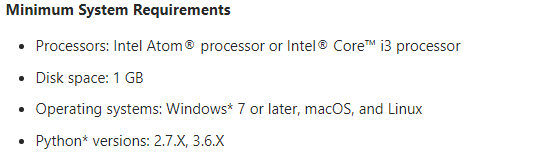 Minimum System Requirements
• Processors: Intel Atom® processor or Intel® Core™ i3 processor
• Disk space: 1 GB
• Operating systems: Windows* 7 or later, macOS, and Linux
• Python* versions: 2.7.X, 3.6.X